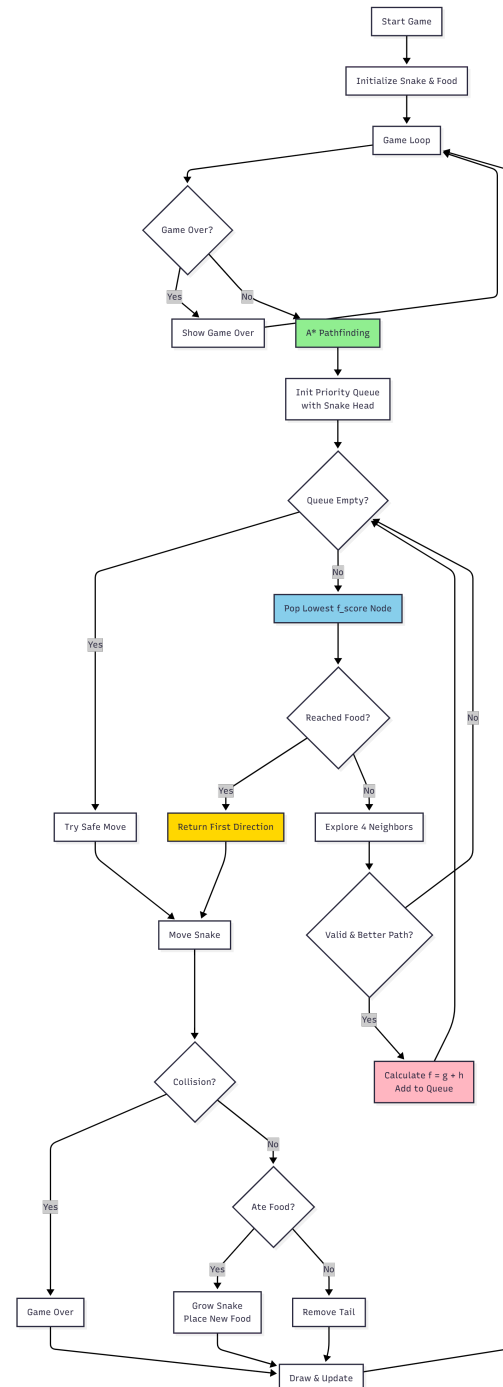 Start Game
Initialize Snake & Food
Game Loop
Game Over?
Yes
No
Show Game Over
A* Pathfinding
Init Priority Queue
with Snake Head
Queue Empty?
No
Pop Lowest f_score Node
Yes
Reached Food?
No
Yes
No
Try Safe Move
Return First Direction
Explore 4 Neighbors
Move Snake
Valid & Better Path?
Yes
Collision?
Calculate f = g + h
Add to Queue
No
Yes
Ate Food?
Yes
No
Game Over
Grow Snake
Place New Food
Remove Tail
Draw & Update